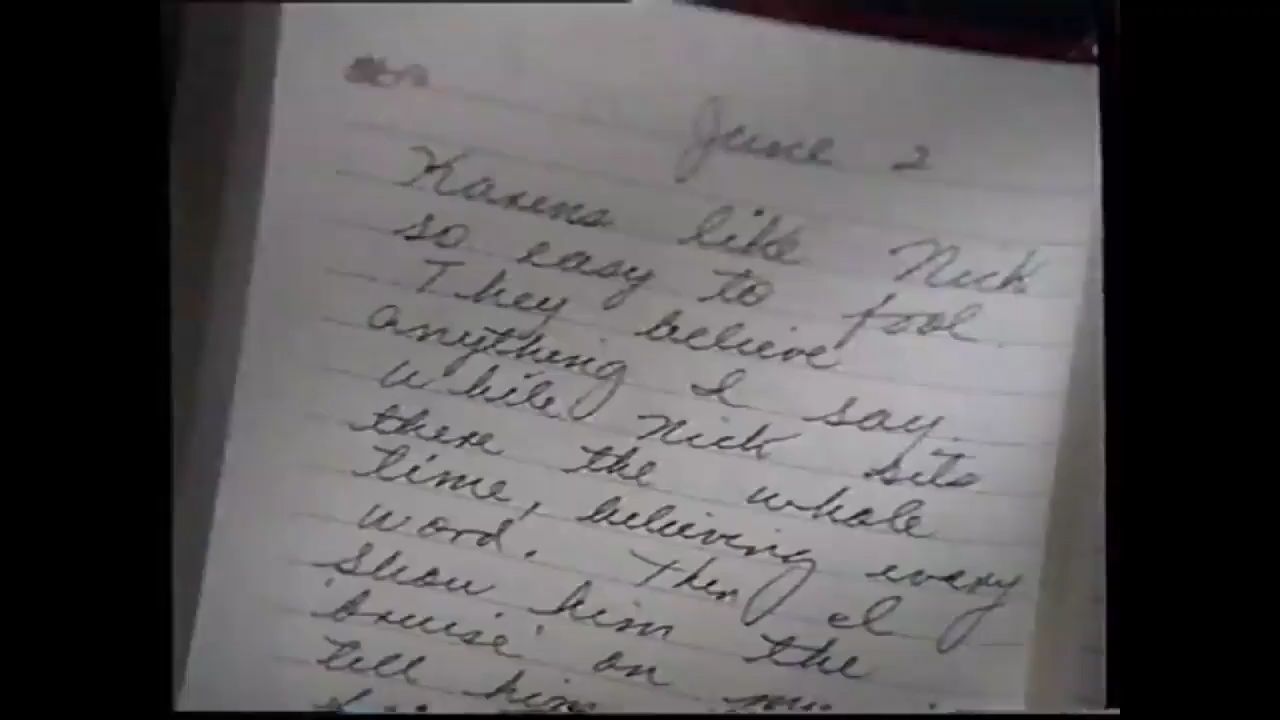 June 2
Karens like Nick
so easy to fool
They believe
anything I say
while Nick sits
there the whole
time, believing every
word. Then I
show him the
'bruise' on my
tell him